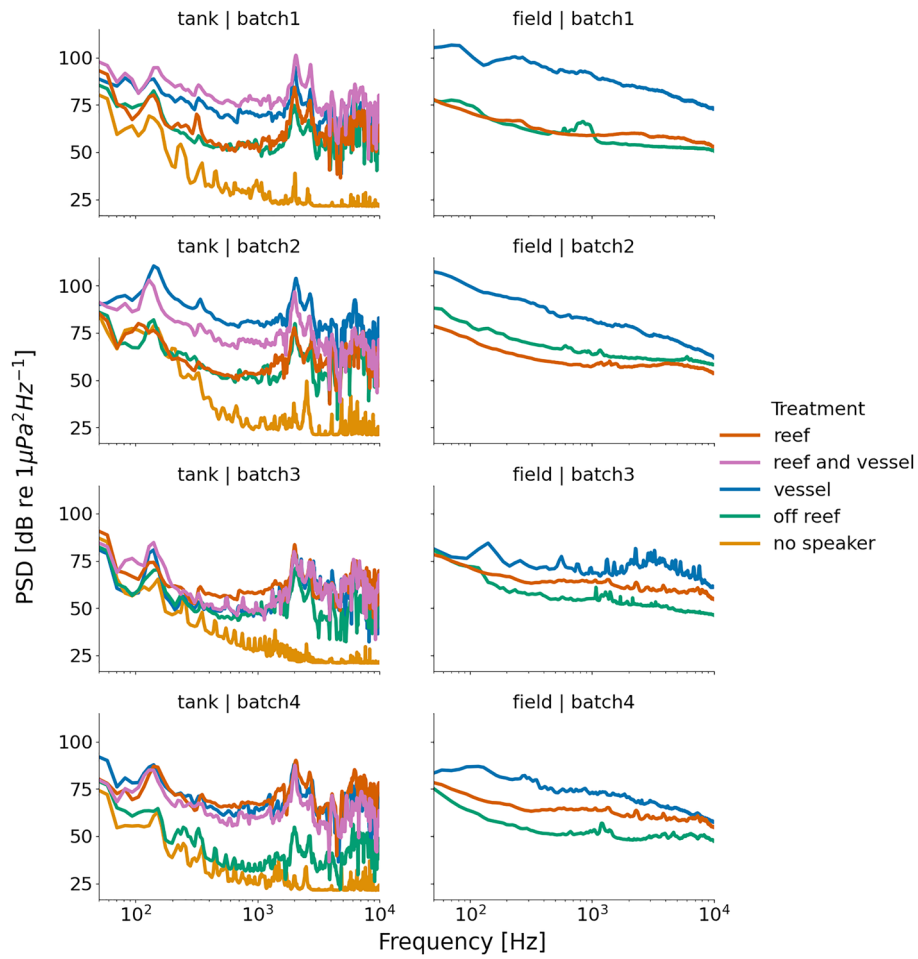 tank | batch1
field | batch1
100
75
50
25
tank | batch2
field | batch2
100
75
50
25
tank | batch3
field | batch3
100
75
50
25
tank | batch4
field | batch4
100
75
50
25
10² 10³ 10⁴
10² 10³ 10⁴
Frequency [Hz]
PSD [dB re 1μPa²Hz⁻¹]
Treatment
reef
reef and vessel
vessel
off reef
no speaker